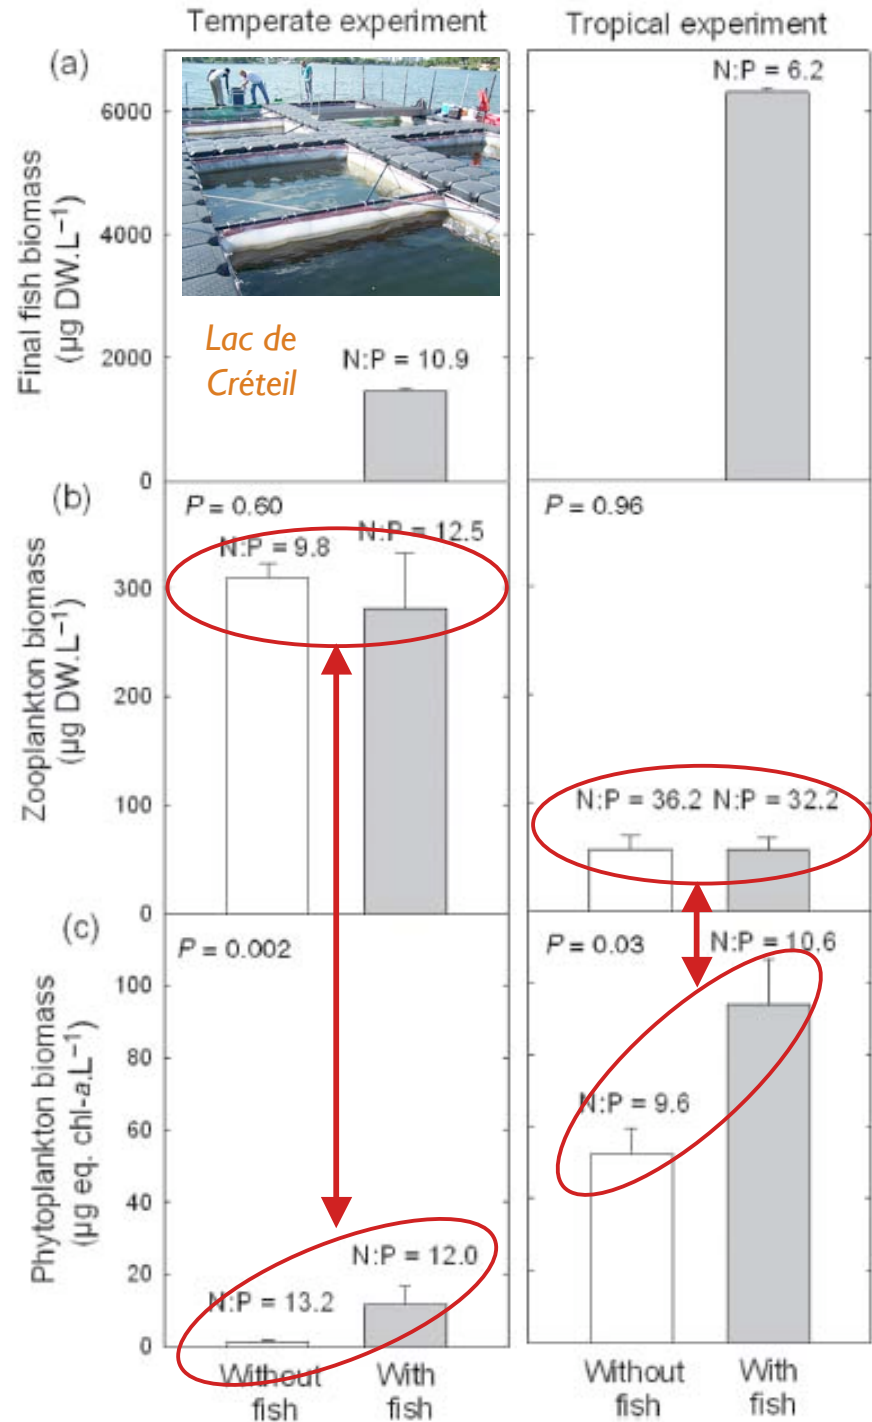 Temperate experiment
Tropical experiment
(a)
Final fish biomass
(µg DW.L⁻¹)
6000
4000
2000
0
Lac de
Créteil
N:P = 10.9
N:P = 6.2
(b)
Zooplankton biomass
(µg DW.L⁻¹)
300
200
100
0
P = 0.60
N:P = 9.8
N:P = 12.5
P = 0.96
N:P = 36.2
N:P = 32.2
(c)
Phytoplankton biomass
(µg eq. chl-a.L⁻¹)
100
80
60
40
20
0
P = 0.002
N:P = 13.2
N:P = 12.0
P = 0.03
N:P = 9.6
N:P = 10.6
Without
fish
With
fish
Without
fish
With
fish